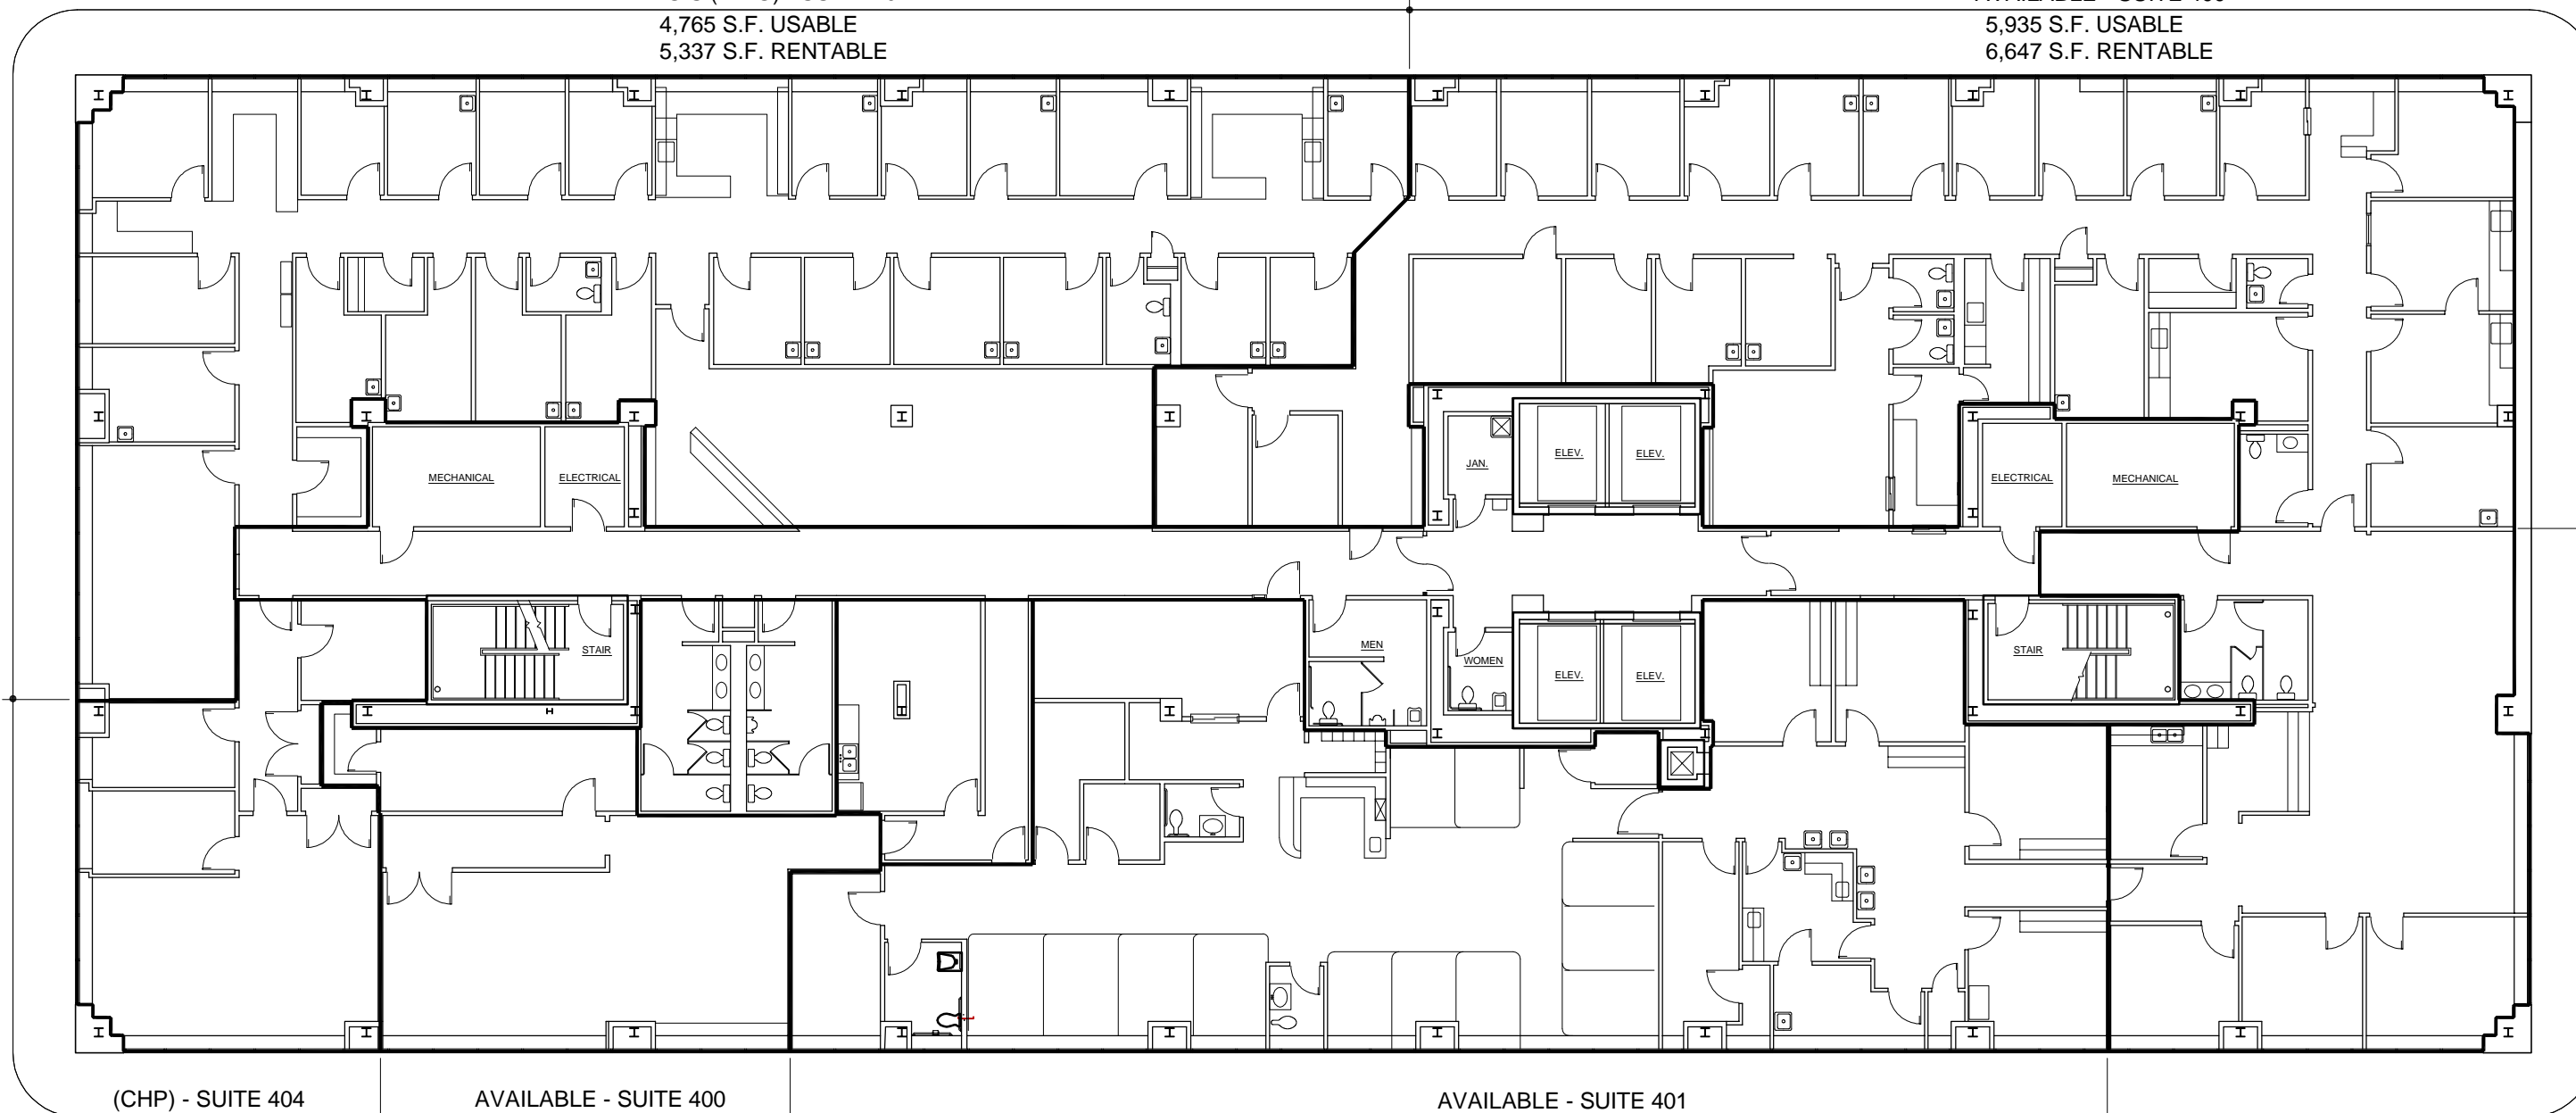 4,765 S.F. USABLE
5,337 S.F. RENTABLE
5,935 S.F. USABLE
6,647 S.F. RENTABLE
MECHANICAL
ELECTRICAL
JAN.
ELEV.
ELEV.
ELECTRICAL
MECHANICAL
STAIR
MEN
WOMEN
ELEV.
ELEV.
STAIR
(CHP) - SUITE 404
AVAILABLE - SUITE 400
AVAILABLE - SUITE 401